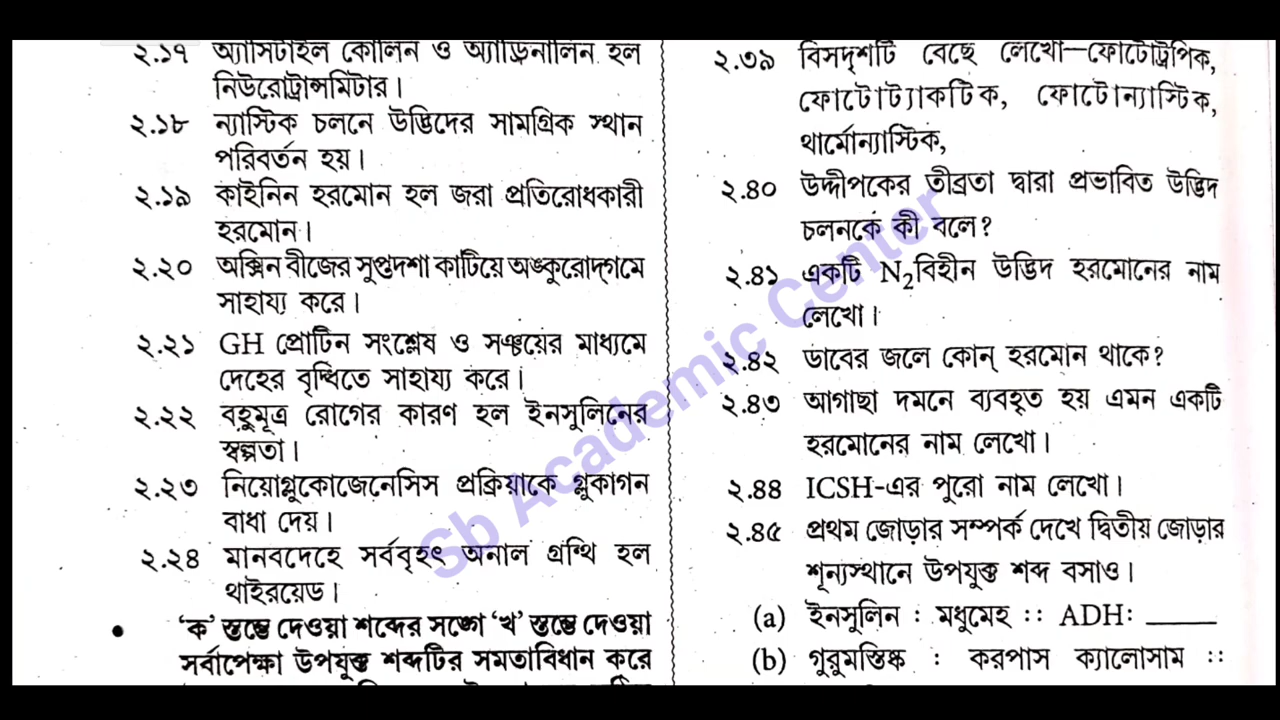 ২.১৭ অ্যাসিটাইল কোলিন ও অ্যাড্রিনালিন হল
নিউরোট্রান্সমিটার।
২.১৮ ন্যাস্টিক চলনে উদ্ভিদের সামগ্রিক স্থান
পরিবর্তন হয়।
২.১৯ কাইনিন হরমোন হল জরা প্রতিরোধকারী
হরমোন।
২.২০ অক্সিন বীজের সুপ্তদশা কাটিয়ে অঙ্কুরোদ্গমে
সাহায্য করে।
২.২১ GH প্রোটিন সংশ্লেষ ও সঞ্চয়ের মাধ্যমে
দেহের বৃদ্ধিতে সাহায্য করে।
২.২২ বহুমূত্র রোগের কারণ হল ইনসুলিনের
স্বল্পতা।
২.২৩ নিয়োগ্লুকোজেনেসিস প্রক্রিয়াকে গ্লুকাগন
বাধা দেয়।
২.২৪ মানবদেহে সর্ববৃহৎ অনাল গ্রন্থি হল
থাইরয়েড।
• 'ক' স্তম্ভে দেওয়া শব্দের সঙ্গে 'খ' স্তম্ভে দেওয়া
সর্বাপেক্ষা উপযুক্ত শব্দটির সমতাবিধান করে
২.৩৯ বিসদৃশটি বেছে লেখো—ফোটোট্রপিক,
ফোটোট্যাকটিক, ফোটোন্যাস্টিক,
থার্মোন্যাস্টিক,
২.৪০ উদ্দীপকের তীব্রতা দ্বারা প্রভাবিত উদ্ভিদ
চলনকে কী বলে?
২.৪১ একটি N₂বিহীন উদ্ভিদ হরমোনের নাম
লেখো।
২.৪২ ডাবের জলে কোন্ হরমোন থাকে?
২.৪৩ আগাছা দমনে ব্যবহৃত হয় এমন একটি
হরমোনের নাম লেখো।
২.৪৪ ICSH-এর পুরো নাম লেখো।
২.৪৫ প্রথম জোড়ার সম্পর্ক দেখে দ্বিতীয় জোড়ার
শূন্যস্থানে উপযুক্ত শব্দ বসাও।
(a) ইনসুলিন : মধুমেহ :: ADH: ______
(b) গুরুমস্তিষ্ক : করপাস ক্যালোসাম ::
Sb Academic Center